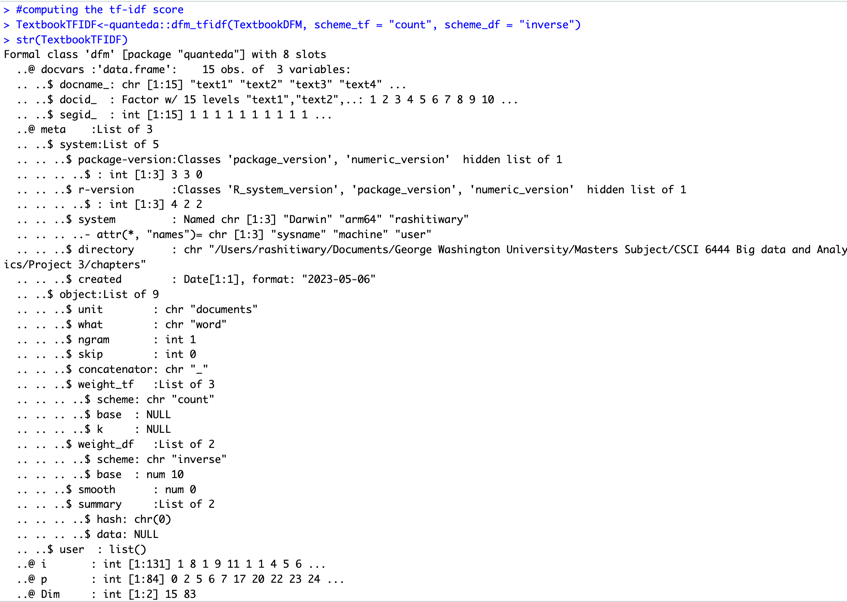 > #computing the tf-idf score
> TextbookTFIDF<-quanteda::dfm_tfidf(TextbookDFM, scheme_tf = "count", scheme_df = "inverse")
> str(TextbookTFIDF)
Formal class 'dfm' [package "quanteda"] with 8 slots
  ..@ docvars :'data.frame':	15 obs. of  3 variables:
  .. ..$ docname_: chr [1:15] "text1" "text2" "text3" "text4" ...
  .. ..$ docid_  : Factor w/ 15 levels "text1","text2",..: 1 2 3 4 5 6 7 8 9 10 ...
  .. ..$ segid_  : int [1:15] 1 1 1 1 1 1 1 1 1 1 ...
  ..@ meta    :List of 3
  .. ..$ system:List of 5
  .. .. ..$ package-version:Classes 'package_version', 'numeric_version'  hidden list of 1
  .. .. .. ..$ : int [1:3] 3 3 0
  .. .. ..$ r-version      :Classes 'R_system_version', 'package_version', 'numeric_version'  hidden list of 1
  .. .. .. ..$ : int [1:3] 4 2 2
  .. .. ..$ system         : Named chr [1:3] "Darwin" "arm64" "rashitiwary"
  .. .. .. ..- attr(*, "names")= chr [1:3] "sysname" "machine" "user"
  .. .. ..$ directory      : chr "/Users/rashitiwary/Documents/George Washington University/Masters Subject/CSCI 6444 Big data and Analy
ics/Project 3/chapters"
  .. .. ..$ created        : Date[1:1], format: "2023-05-06"
  .. ..$ object:List of 9
  .. .. ..$ unit        : chr "documents"
  .. .. ..$ what        : chr "word"
  .. .. ..$ ngram       : int 1
  .. .. ..$ skip        : int 0
  .. .. ..$ concatenator: chr "_"
  .. .. ..$ weight_tf   :List of 3
  .. .. .. ..$ scheme: chr "count"
  .. .. .. ..$ base  : NULL
  .. .. .. ..$ k     : NULL
  .. .. ..$ weight_df   :List of 2
  .. .. .. ..$ scheme: chr "inverse"
  .. .. .. ..$ base  : num 10
  .. .. ..$ smooth      : num 0
  .. .. ..$ summary     :List of 2
  .. .. .. ..$ hash: chr(0)
  .. .. .. ..$ data: NULL
  .. ..$ user  : list()
  ..@ i       : int [1:131] 1 8 1 9 11 1 1 4 5 6 ...
  ..@ p       : int [1:84] 0 2 5 6 7 17 20 22 23 24 ...
  ..@ Dim     : int [1:2] 15 83